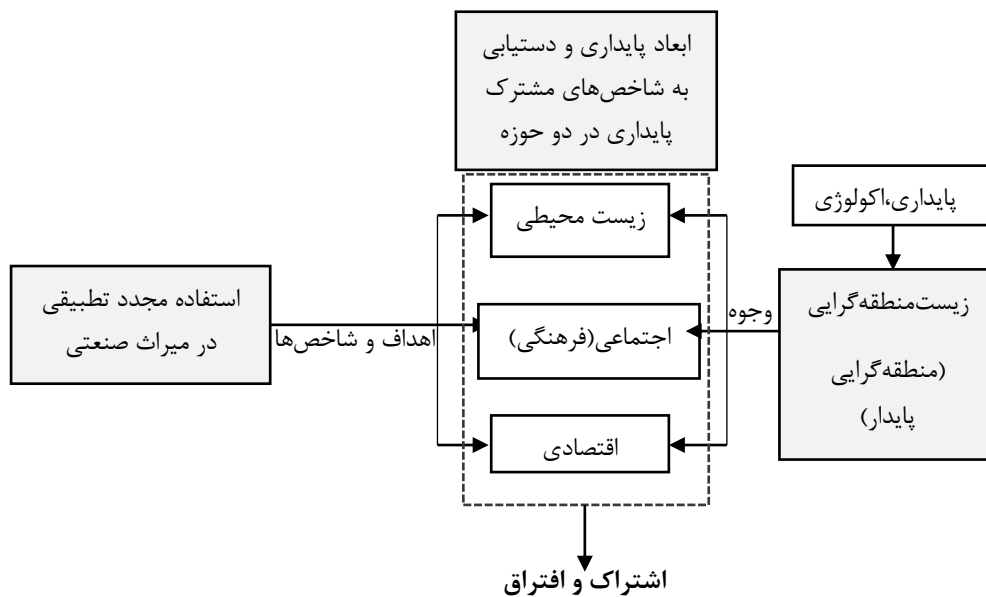 ابعاد پایداری و دستیابی
به شاخص‌های مشترک
پایداری در دو حوزه
پایداری،اکولوژی
زیست محیطی
زیست‌منطقه‌گرایی
(منطقه‌گرایی
پایدار)
وجوه
اجتماعی(فرهنگی)
اهداف و شاخص‌ها
استفاده مجدد تطبیقی
در میراث صنعتی
اقتصادی
اشتراک و افتراق